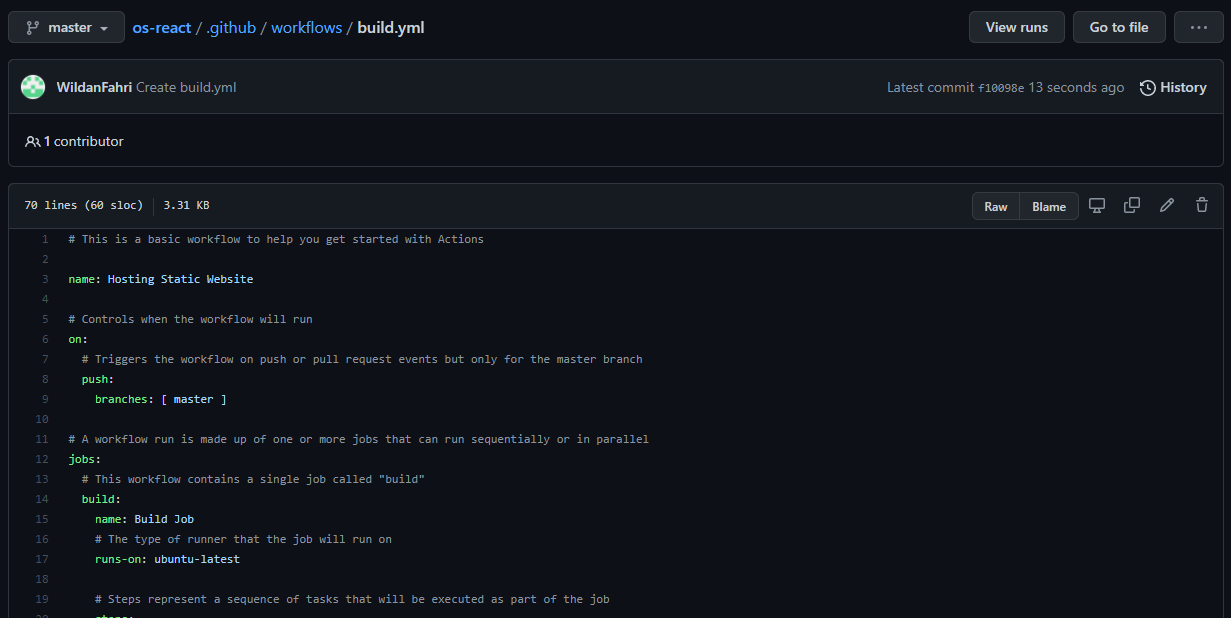 master os-react / .github / workflows / build.yml View runs Go to file ...
WildanFahri Create build.yml Latest commit f10098e 13 seconds ago History
1 contributor
70 lines (60 sloc) 3.31 KB Raw Blame
1 # This is a basic workflow to help you get started with Actions
2
3 name: Hosting Static Website
4
5 # Controls when the workflow will run
6 on:
7 # Triggers the workflow on push or pull request events but only for the master branch
8 push:
9 branches: [ master ]
10
11 # A workflow run is made up of one or more jobs that can run sequentially or in parallel
12 jobs:
13 # This workflow contains a single job called "build"
14 build:
15 name: Build Job
16 # The type of runner that the job will run on
17 runs-on: ubuntu-latest
18
19 # Steps represent a sequence of tasks that will be executed as part of the job